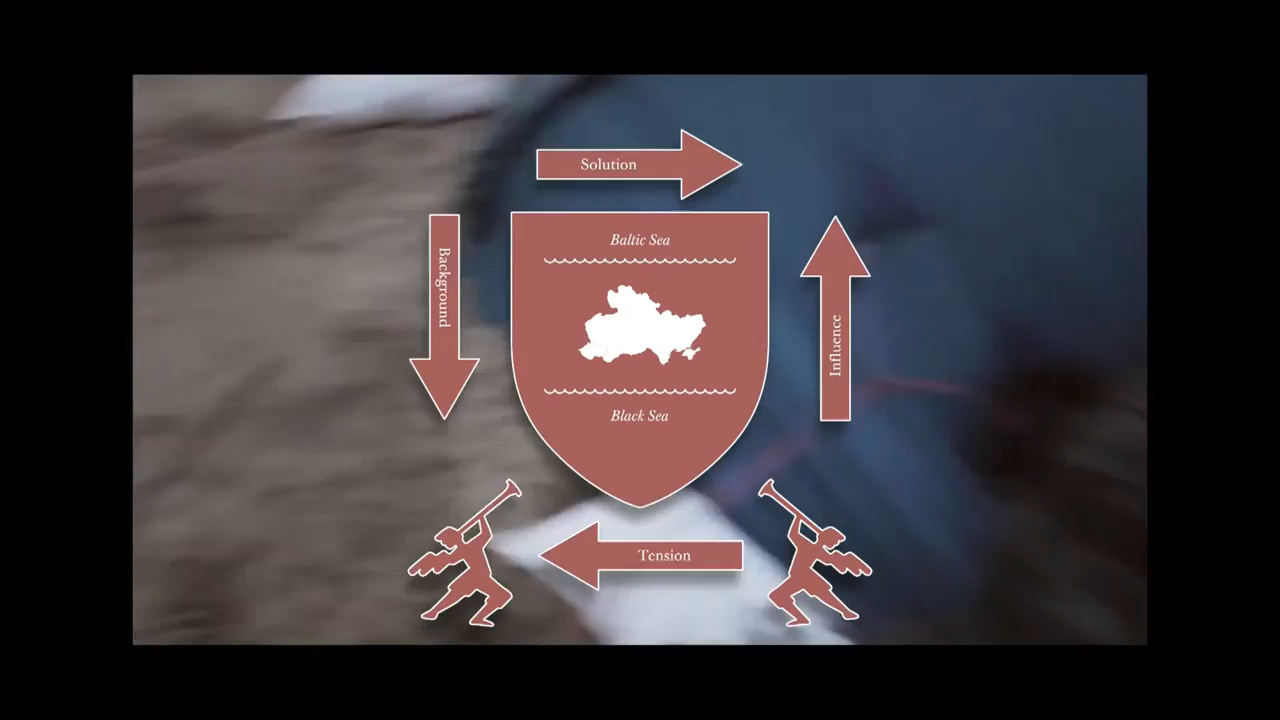 Solution
Background
Baltic Sea
Influence
Black Sea
Tension